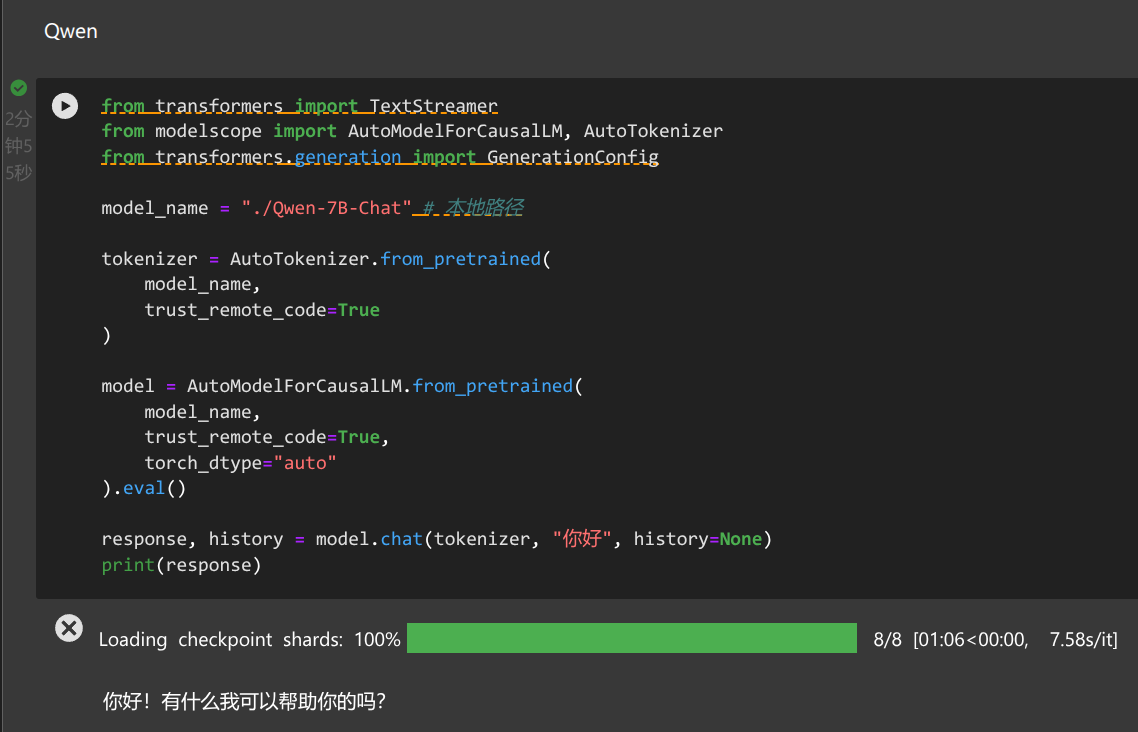 Qwen
2分
钟5
5秒
from transformers import TextStreamer
from modelscope import AutoModelForCausalLM, AutoTokenizer
from transformers.generation import GenerationConfig
model_name = "./Qwen-7B-Chat" # 本地路径
tokenizer = AutoTokenizer.from_pretrained(
    model_name,
    trust_remote_code=True
)
model = AutoModelForCausalLM.from_pretrained(
    model_name,
    trust_remote_code=True,
    torch_dtype="auto"
).eval()
response, history = model.chat(tokenizer, "你好", history=None)
print(response)
Loading checkpoint shards: 100% 8/8 [01:06<00:00, 7.58s/it]
你好！有什么我可以帮助你的吗？